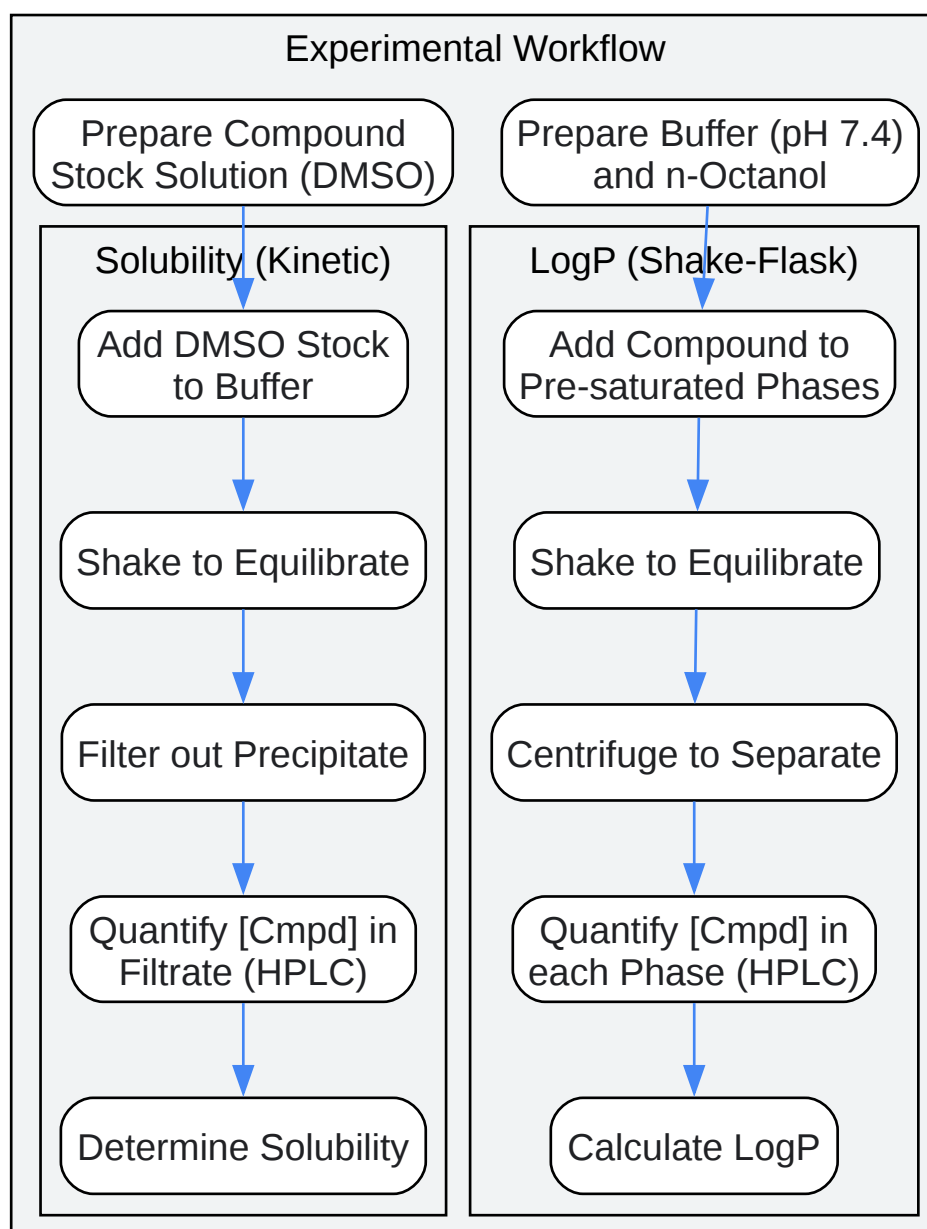 Experimental Workflow
Prepare Compound
Stock Solution (DMSO)
Prepare Buffer (pH 7.4)
and n-Octanol
Solubility (Kinetic)
Add DMSO Stock
to Buffer
Shake to Equilibrate
Filter out Precipitate
Quantify [Cmpd] in
Filtrate (HPLC)
Determine Solubility
LogP (Shake-Flask)
Add Compound to
Pre-saturated Phases
Shake to Equilibrate
Centrifuge to Separate
Quantify [Cmpd] in
each Phase (HPLC)
Calculate LogP